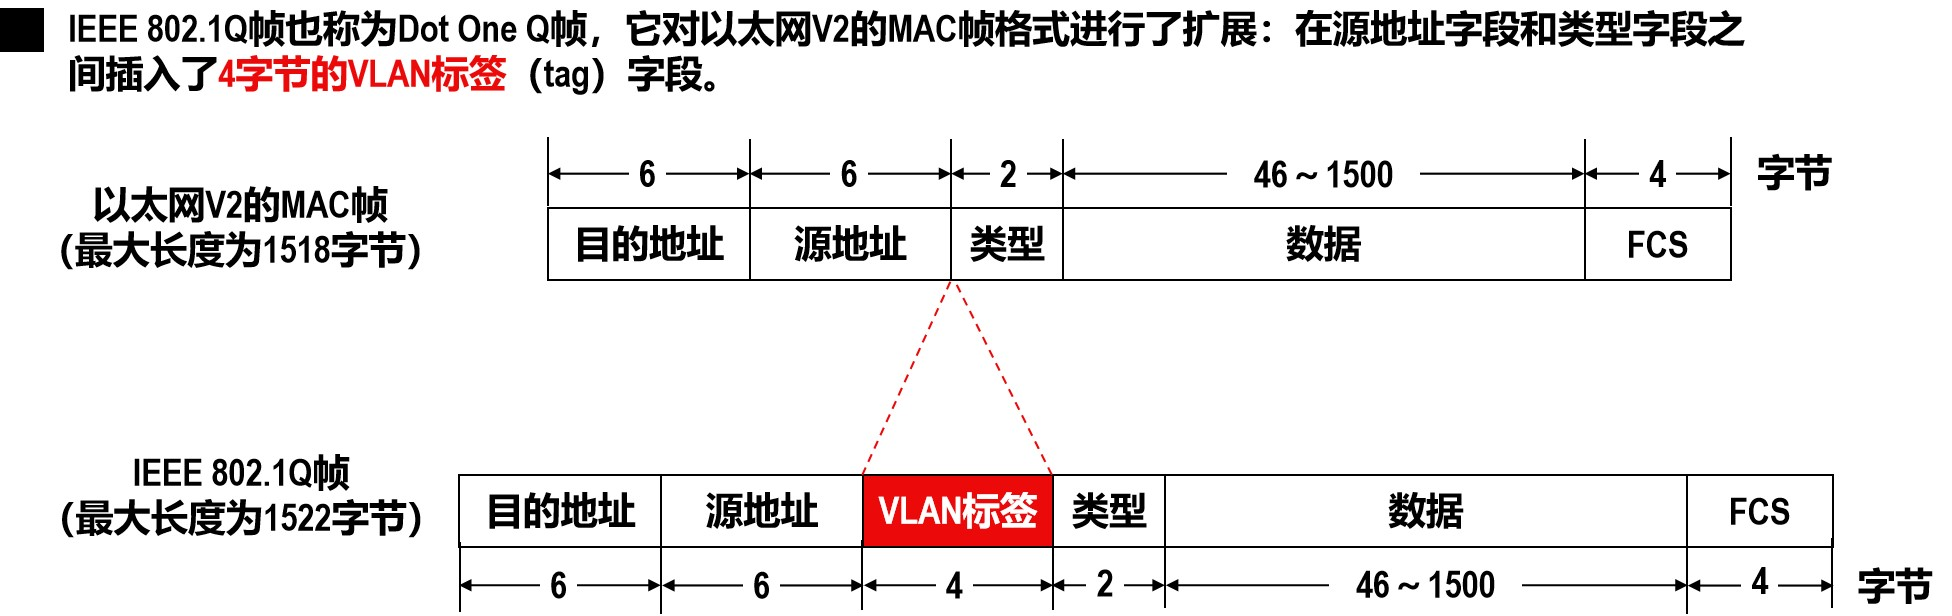 IEEE 802.1Q帧也称为Dot One Q帧，它对以太网V2的MAC帧格式进行了扩展：在源地址字段和类型字段之
间插入了4字节的VLAN标签（tag）字段。
6 6 2 46～1500 4 字节
以太网V2的MAC帧
（最大长度为1518字节）
目的地址 源地址 类型 数据 FCS
IEEE 802.1Q帧
（最大长度为1522字节）
目的地址 源地址 VLAN标签 类型 数据 FCS
6 6 4 2 46～1500 4 字节